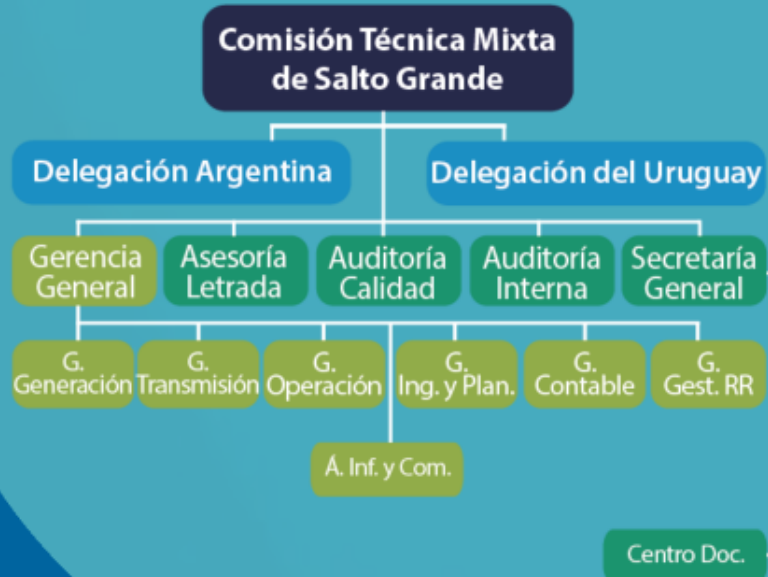 Comisión Técnica Mixta
de Salto Grande
Delegación Argentina
Delegación del Uruguay
Gerencia
General
Asesoría
Letrada
Auditoría
Calidad
Auditoría
Interna
Secretaría
General
G.
Generación
G.
Transmisión
G.
Operación
G.
Ing. y Plan.
G.
Contable
G.
Gest. RR
Á. Inf. y Com.
Centro Doc.